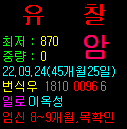 유 찰
최저 : 870
중량 : 0 암
22,09,24(45개월25일)
번식우 1810 0096 6
일로 이옥성
임신 8~9개월,목확인